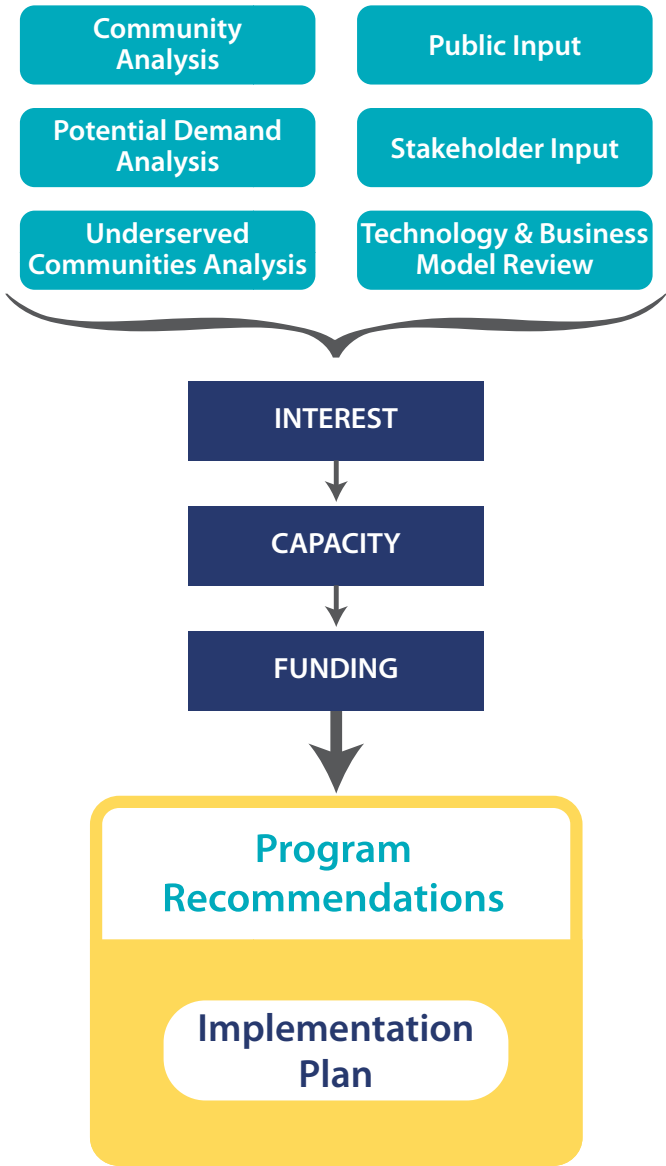 Community
Analysis
Public Input
Potential Demand
Analysis
Stakeholder Input
Underserved
Communities Analysis
Technology & Business
Model Review
INTEREST
CAPACITY
FUNDING
Program
Recommendations
Implementation
Plan